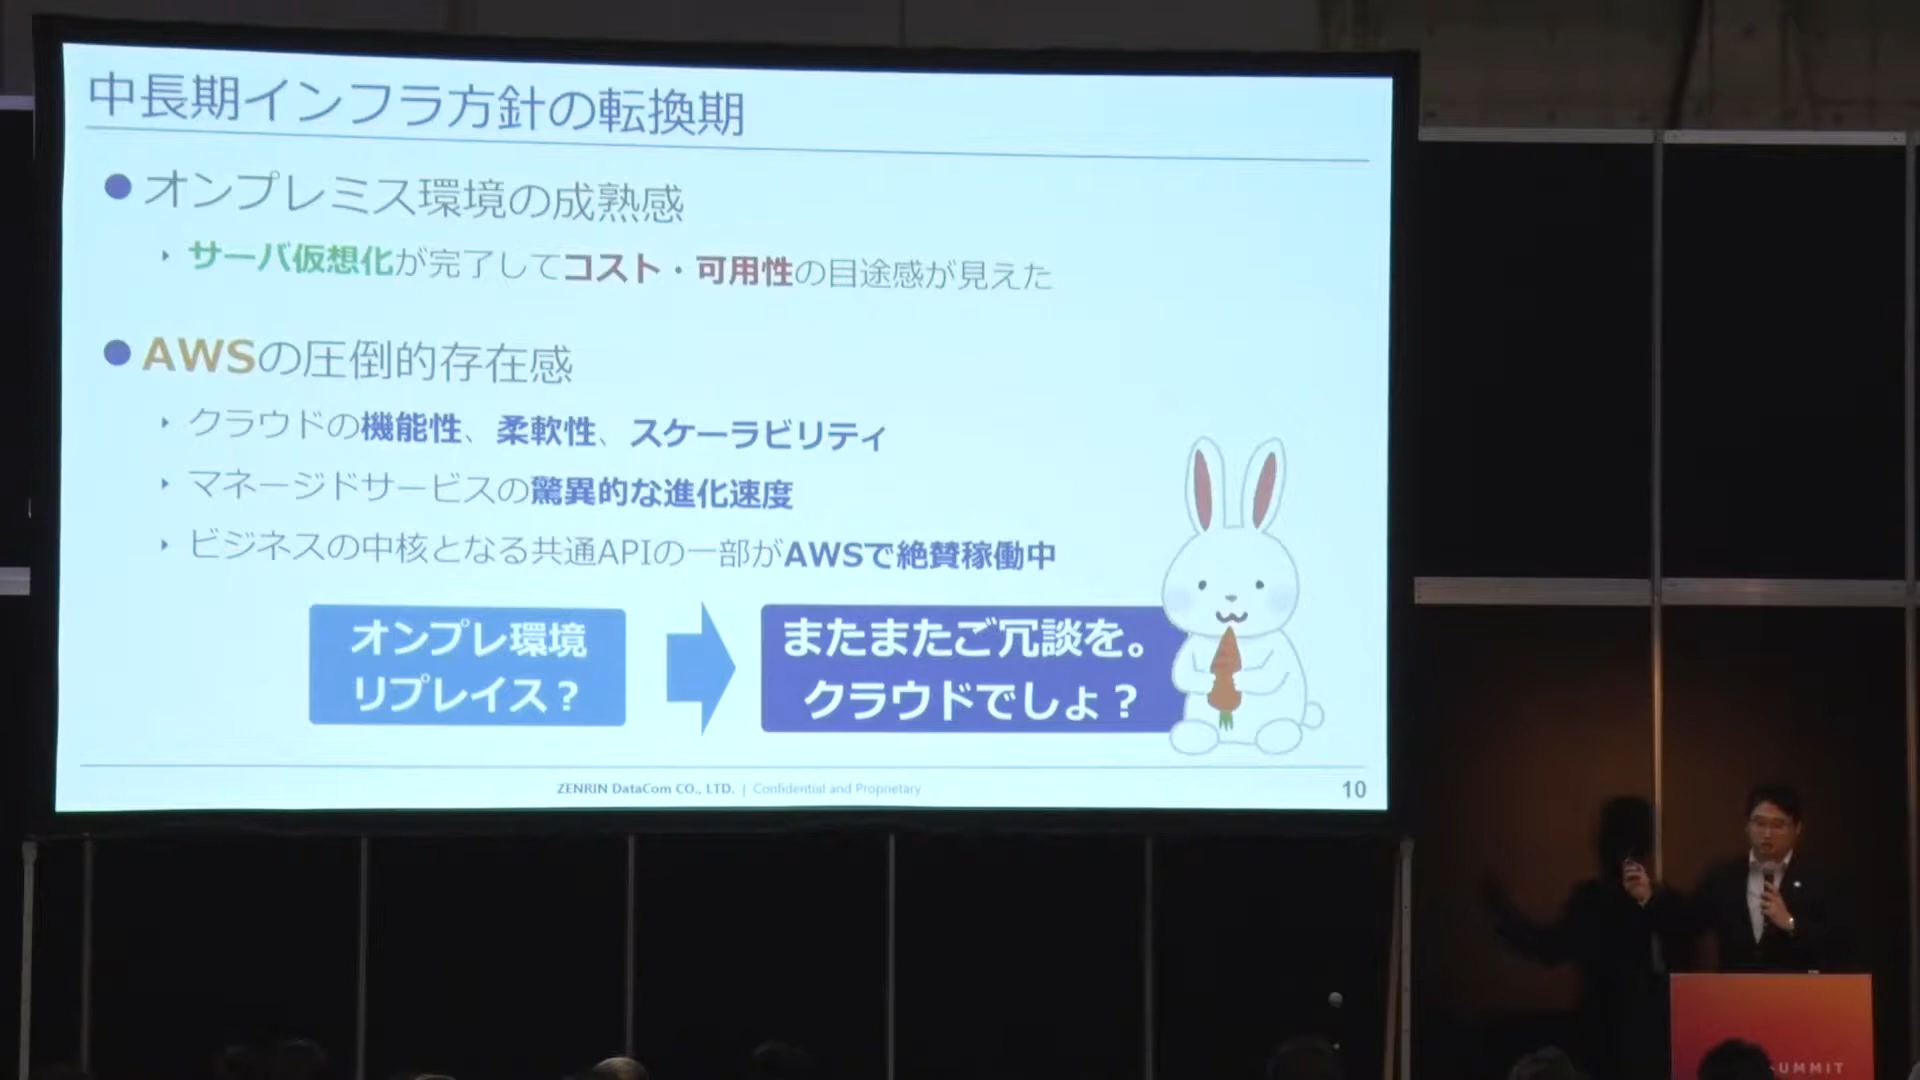 中長期インフラ方針の転換期
オンプレミス環境の成熟感
サーバ仮想化が完了してコスト・可用性の目途感が見えた
AWSの圧倒的存在感
クラウドの機能性、柔軟性、スケーラビリティ
マネージドサービスの驚異的な進化速度
ビジネスの中核となる共通APIの一部がAWSで絶賛稼働中
オンプレ環境
リプレイス？
またまたご冗談を。
クラウドでしょ？
ZENRIN DataCom CO., LTD. | Confidential and Proprietary
10
SUMMIT